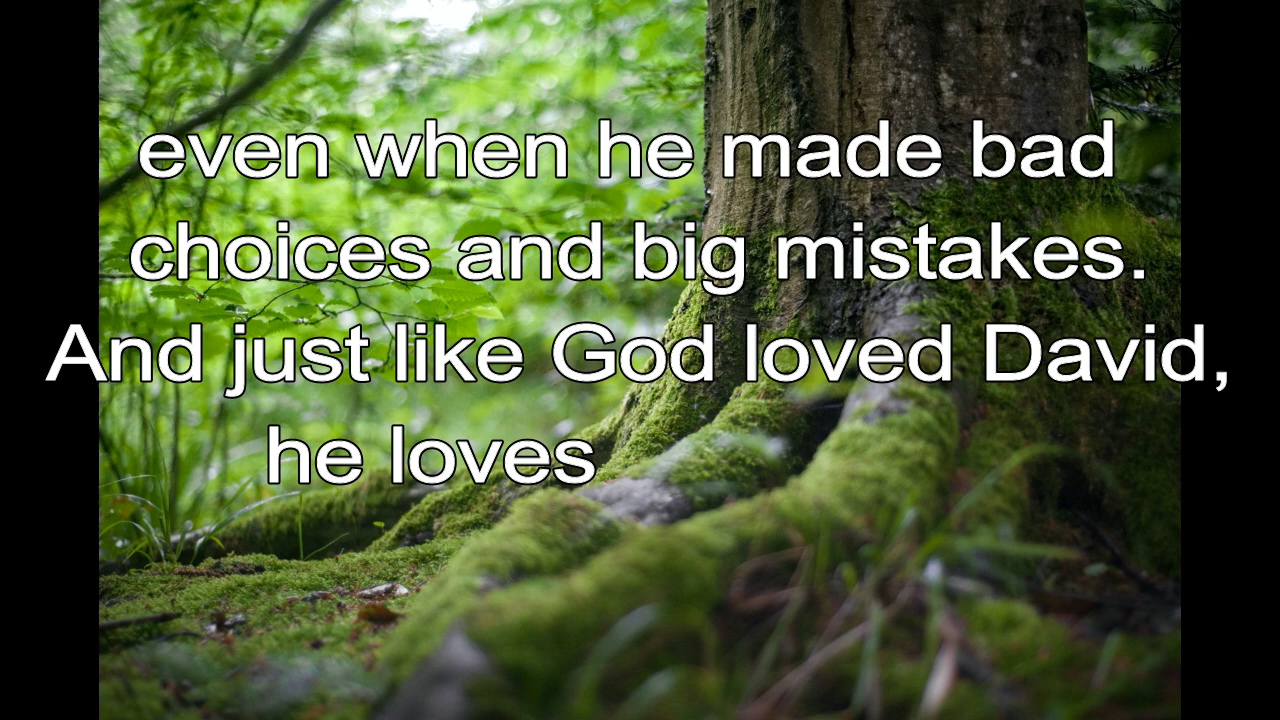 even when he made bad
choices and big mistakes.
And just like God loved David,
he loves